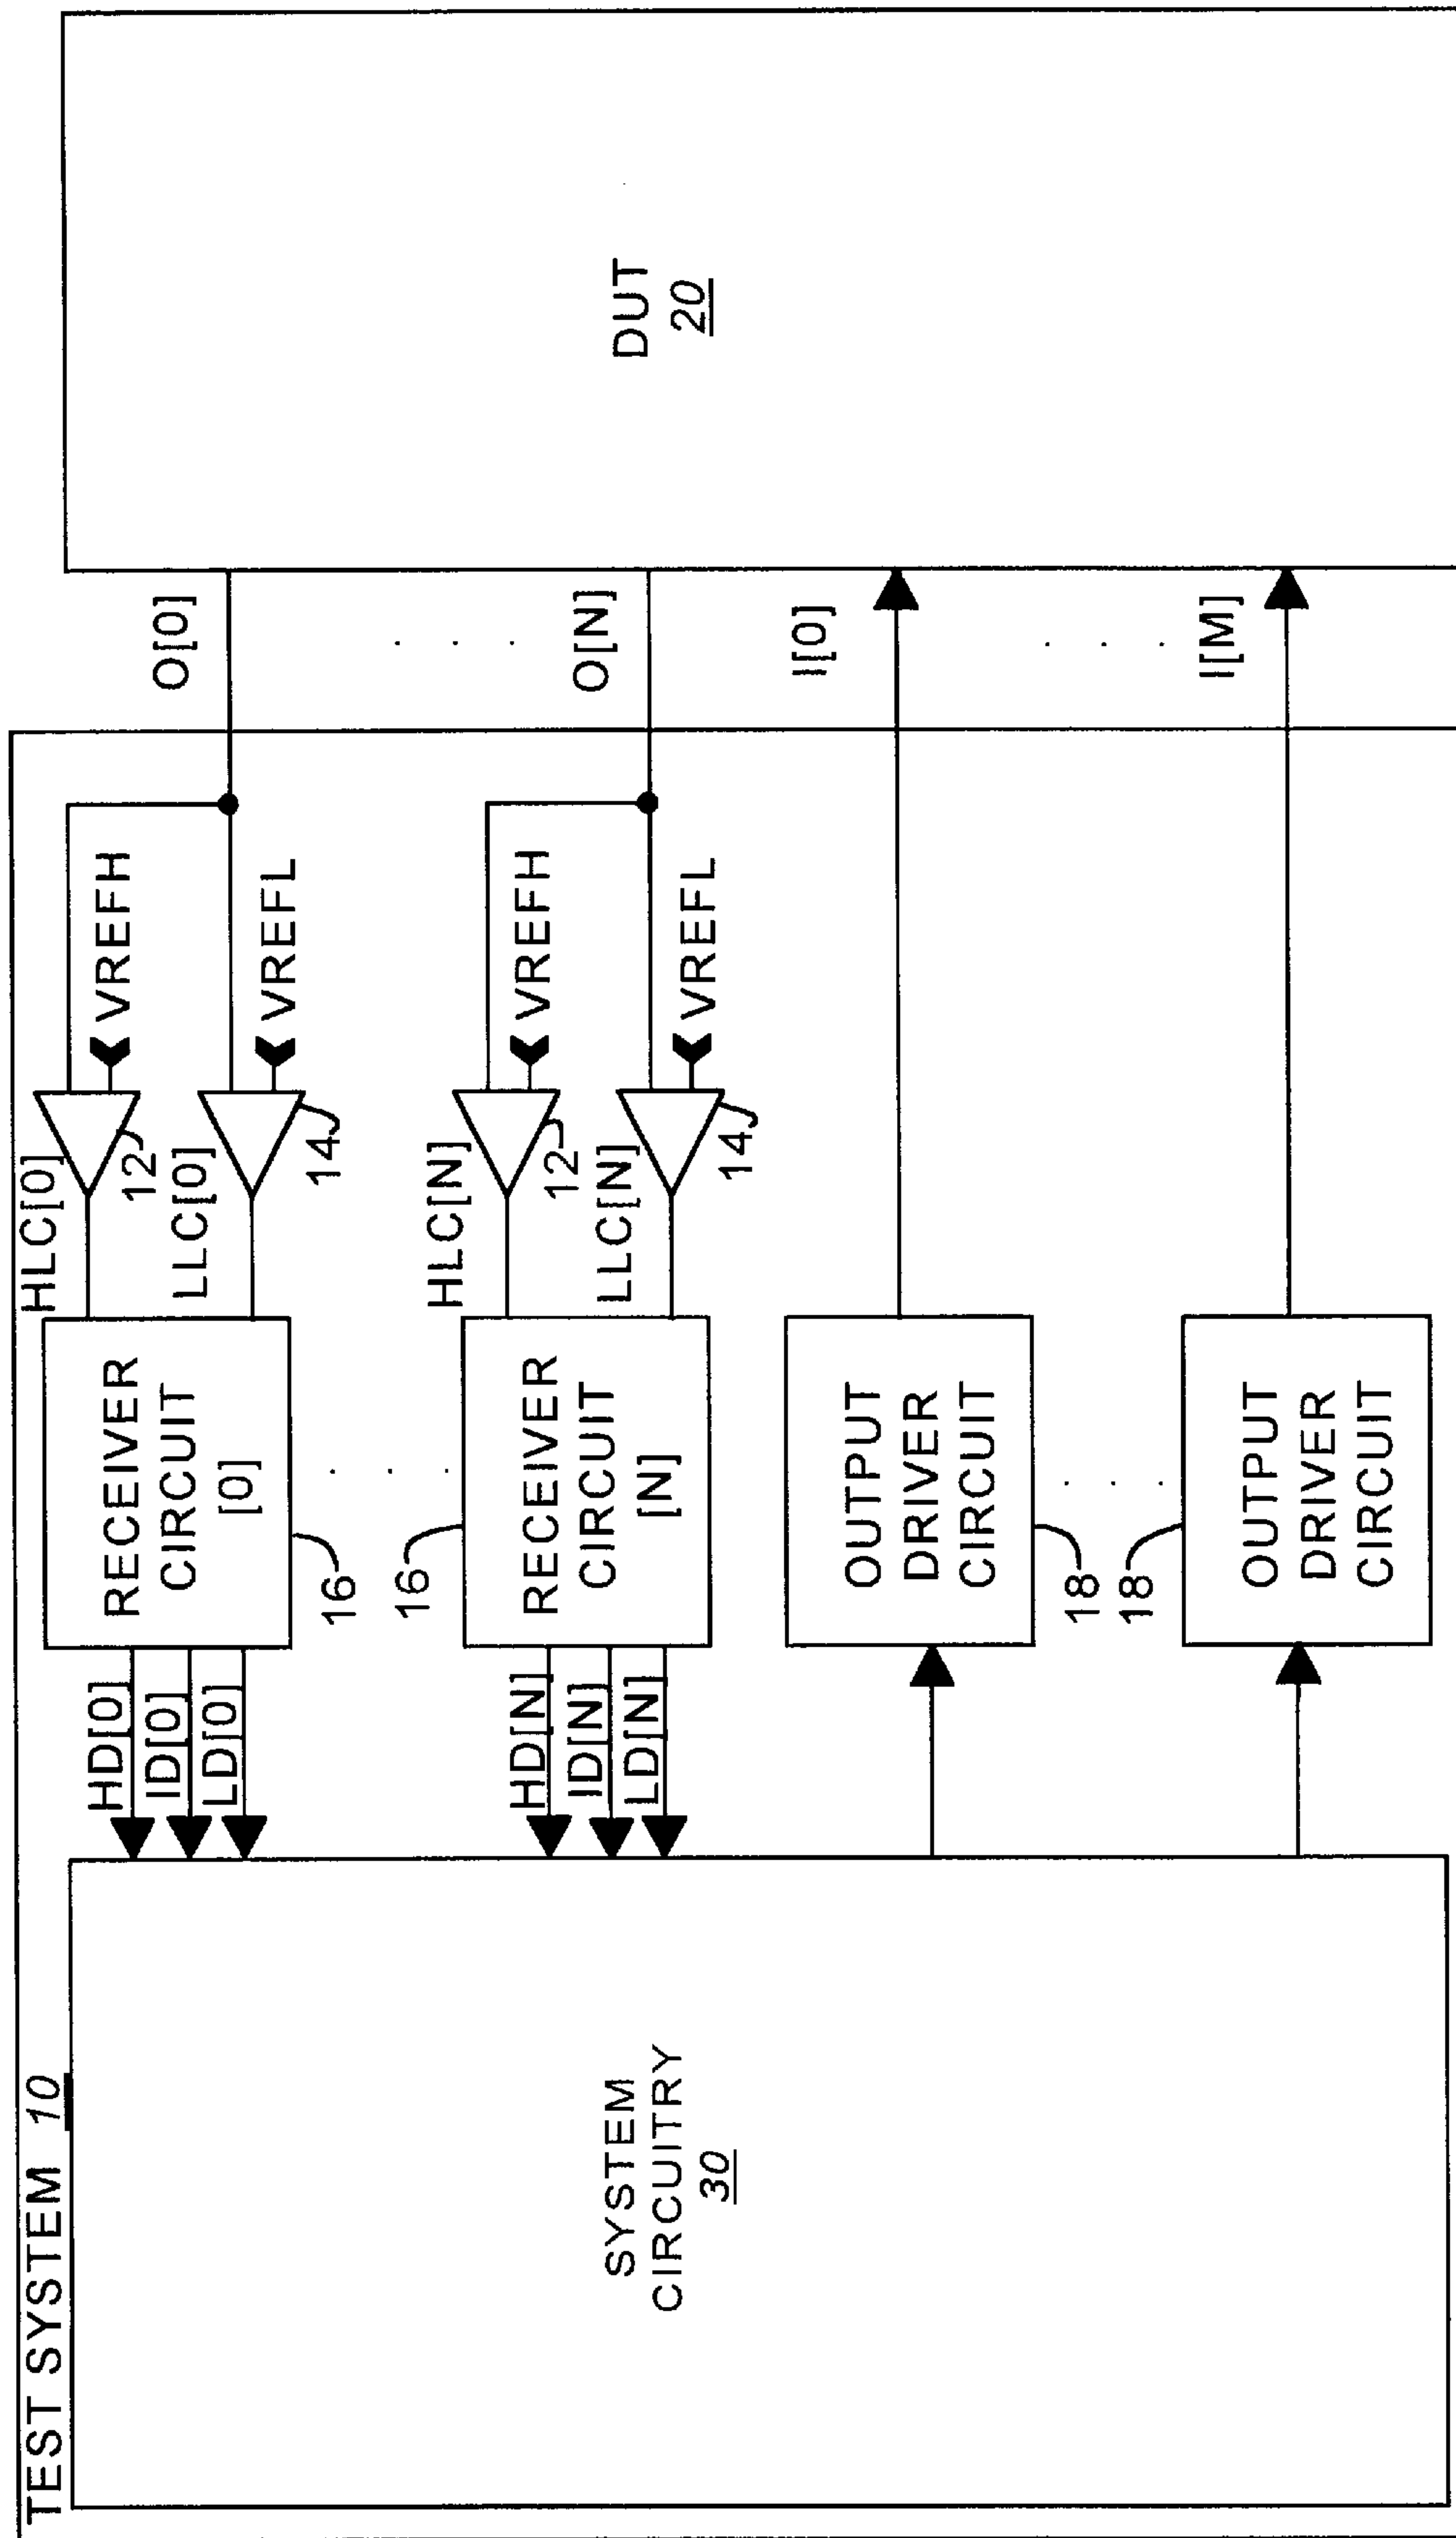 TEST SYSTEM 10
SYSTEM
CIRCUITRY
30
HD[0]
ID[0]
LD[0]
RECEIVER
CIRCUIT
[0]
16
HLC[0]
12
LLC[0]
14
VREFH
VREFL
O[0]
HD[N]
ID[N]
LD[N]
16
RECEIVER
CIRCUIT
[N]
HLC[N]
12
LLC[N]
14
VREFH
VREFL
O[N]
OUTPUT
DRIVER
CIRCUIT
18
I[0]
18
OUTPUT
DRIVER
CIRCUIT
I[M]
DUT
20